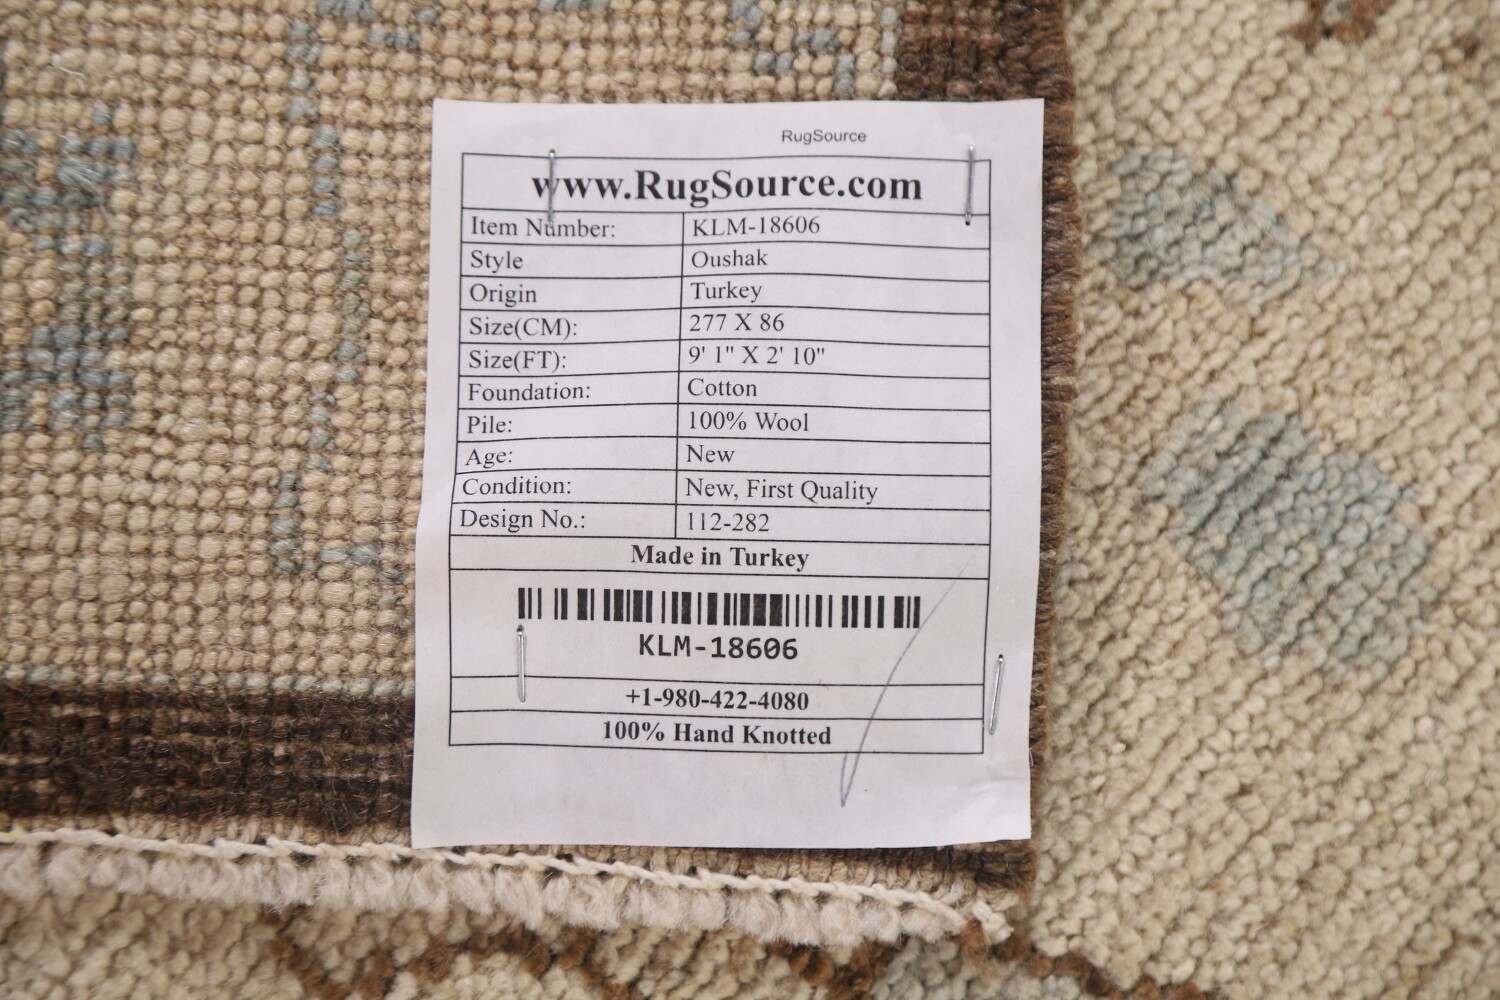 RugSource
www.RugSource.com
Item Number: KLM-18606
Style Oushak
Origin Turkey
Size(CM): 277 X 86
Size(FT): 9' 1" X 2' 10"
Foundation: Cotton
Pile: 100% Wool
Age: New
Condition: New, First Quality
Design No.: 112-282
Made in Turkey
KLM-18606
+1-980-422-4080
100% Hand Knotted